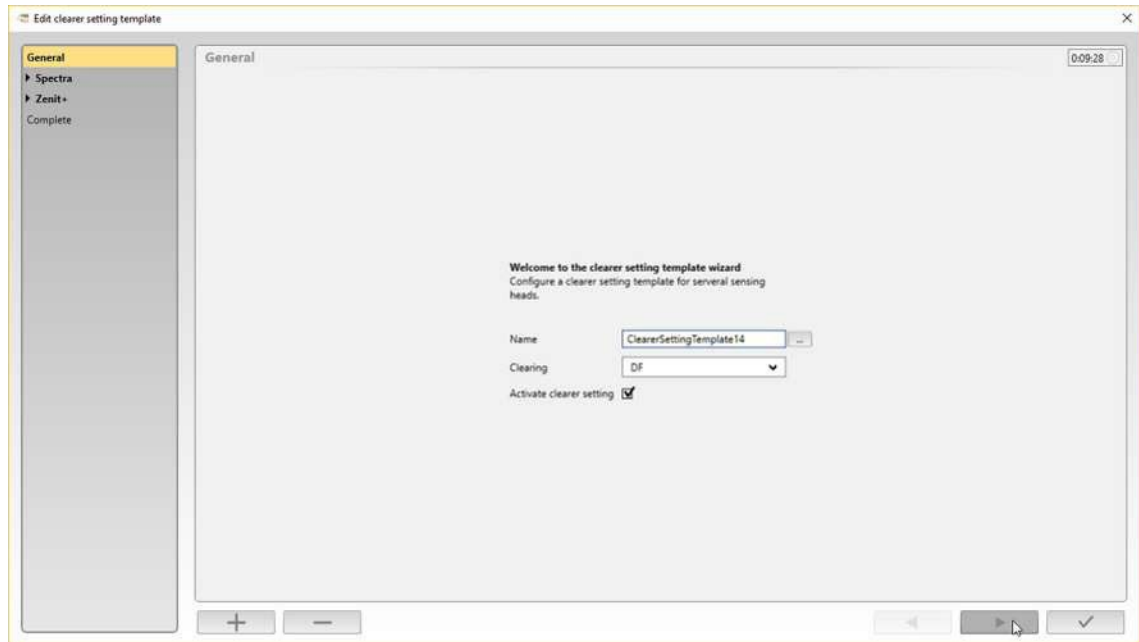 Edit clearer setting template
General
Spectra
Zenit+
Complete
General
0:09:28
Welcome to the clearer setting template wizard
Configure a clearer setting template for serveral sensing
heads.
Name ClearerSettingTemplate14 ...
Clearing DF
Activate clearer setting